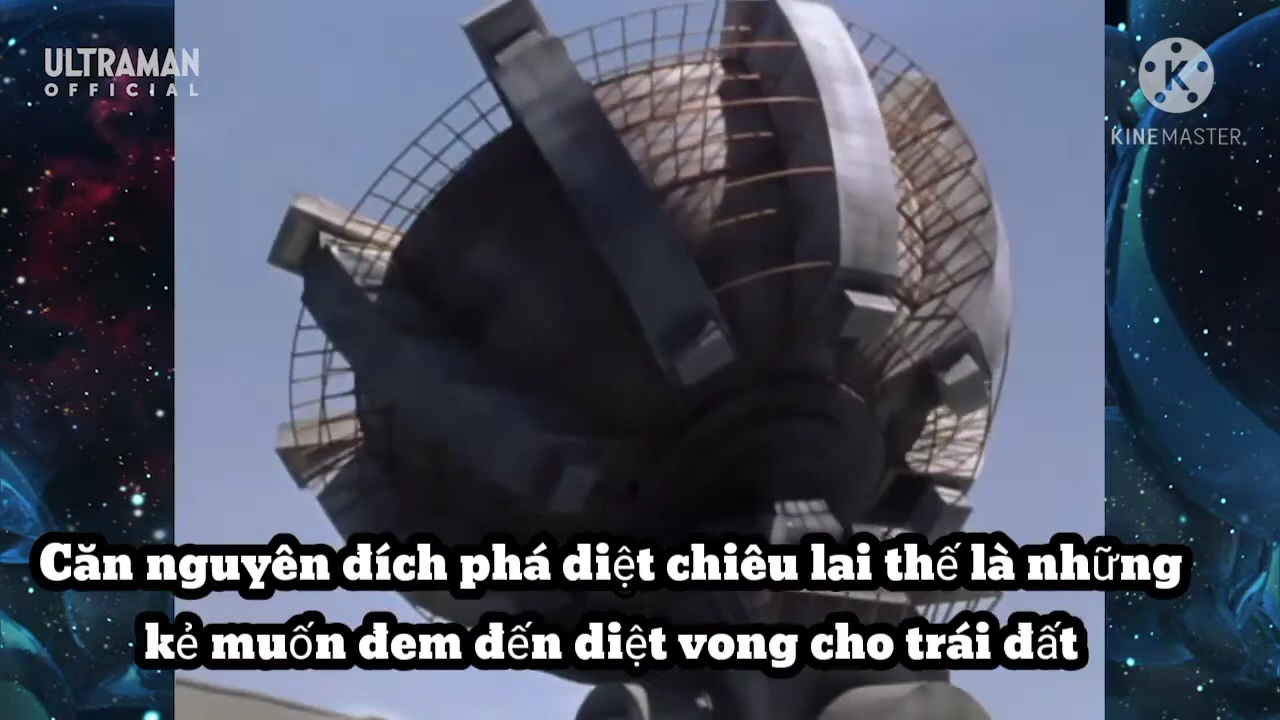 ULTRAMAN
OFFICIAL
K
KINEMASTER
Căn nguyên đích phá diệt chiêu lai thế là những
kẻ muốn đem đến diệt vong cho trái đất